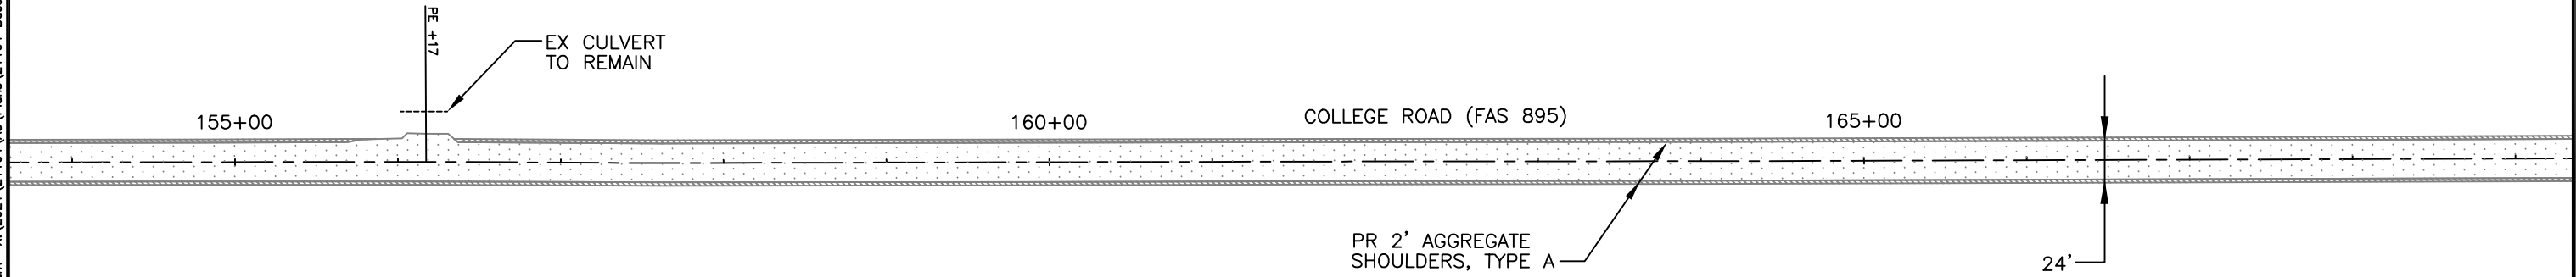 PE +17
EX CULVERT
TO REMAIN
155+00
160+00
COLLEGE ROAD (FAS 895)
165+00
PR 2' AGGREGATE
SHOULDERS, TYPE A
24'